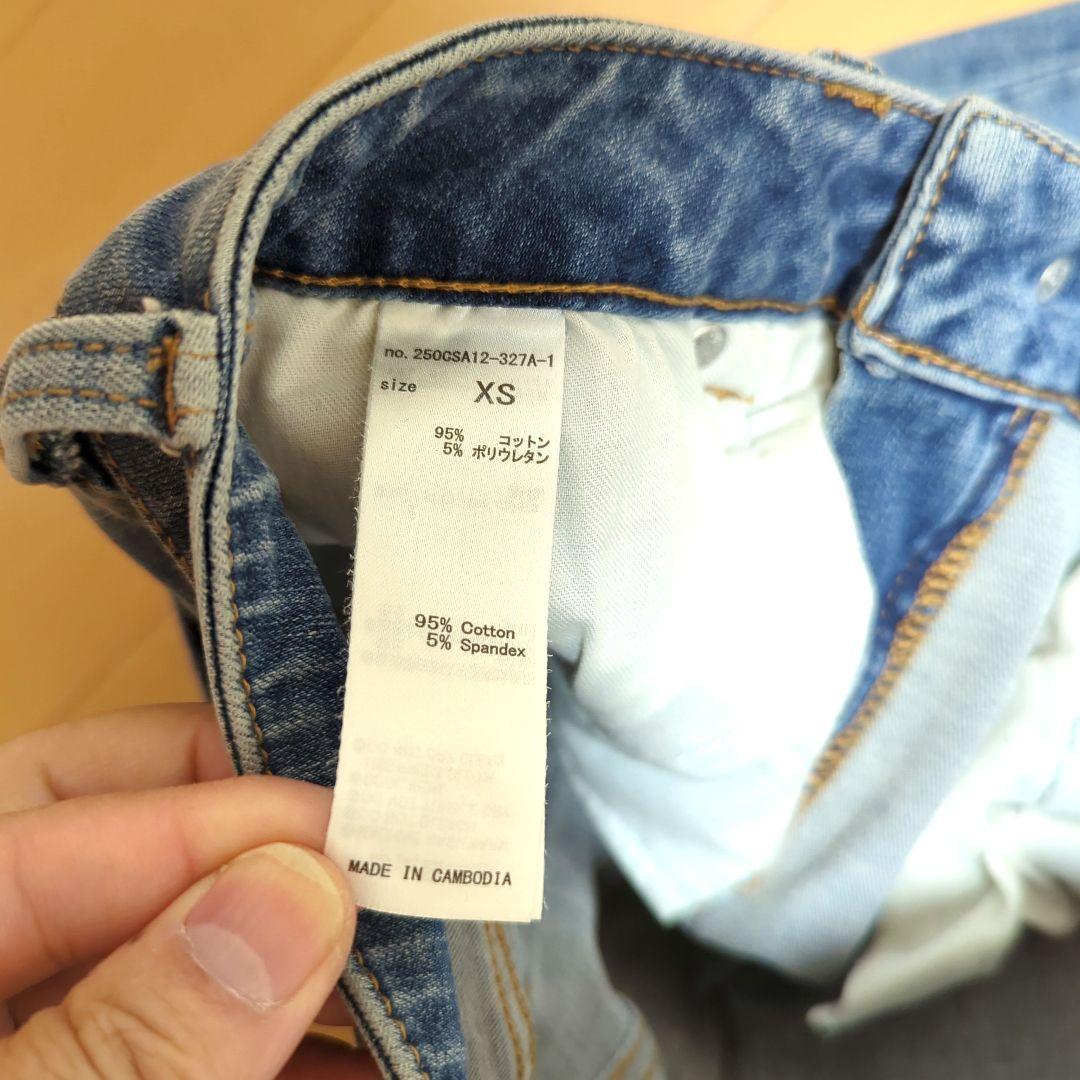 no. 250CSA12-327A-1
size XS
95% コットン
5% ポリウレタン
95% Cotton
5% Spandex
MADE IN CAMBODIA